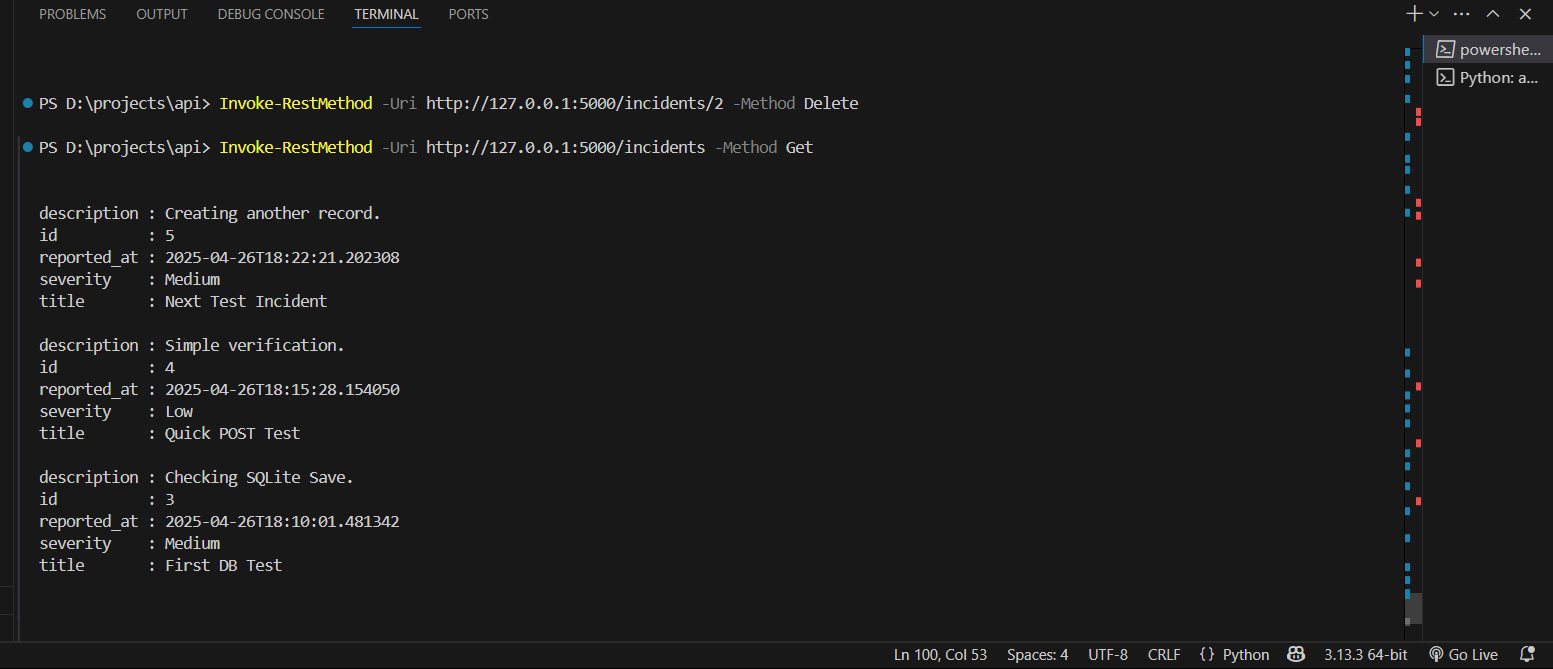 PROBLEMS OUTPUT DEBUG CONSOLE TERMINAL PORTS
powershe...
Python: a...
PS D:\projects\api> Invoke-RestMethod -Uri http://127.0.0.1:5000/incidents/2 -Method Delete
PS D:\projects\api> Invoke-RestMethod -Uri http://127.0.0.1:5000/incidents -Method Get
description : Creating another record.
id : 5
reported_at : 2025-04-26T18:22:21.202308
severity : Medium
title : Next Test Incident
description : Simple verification.
id : 4
reported_at : 2025-04-26T18:15:28.154050
severity : Low
title : Quick POST Test
description : Checking SQLite Save.
id : 3
reported_at : 2025-04-26T18:10:01.481342
severity : Medium
title : First DB Test
Ln 100, Col 53 Spaces: 4 UTF-8 CRLF {} Python 3.13.3 64-bit Go Live